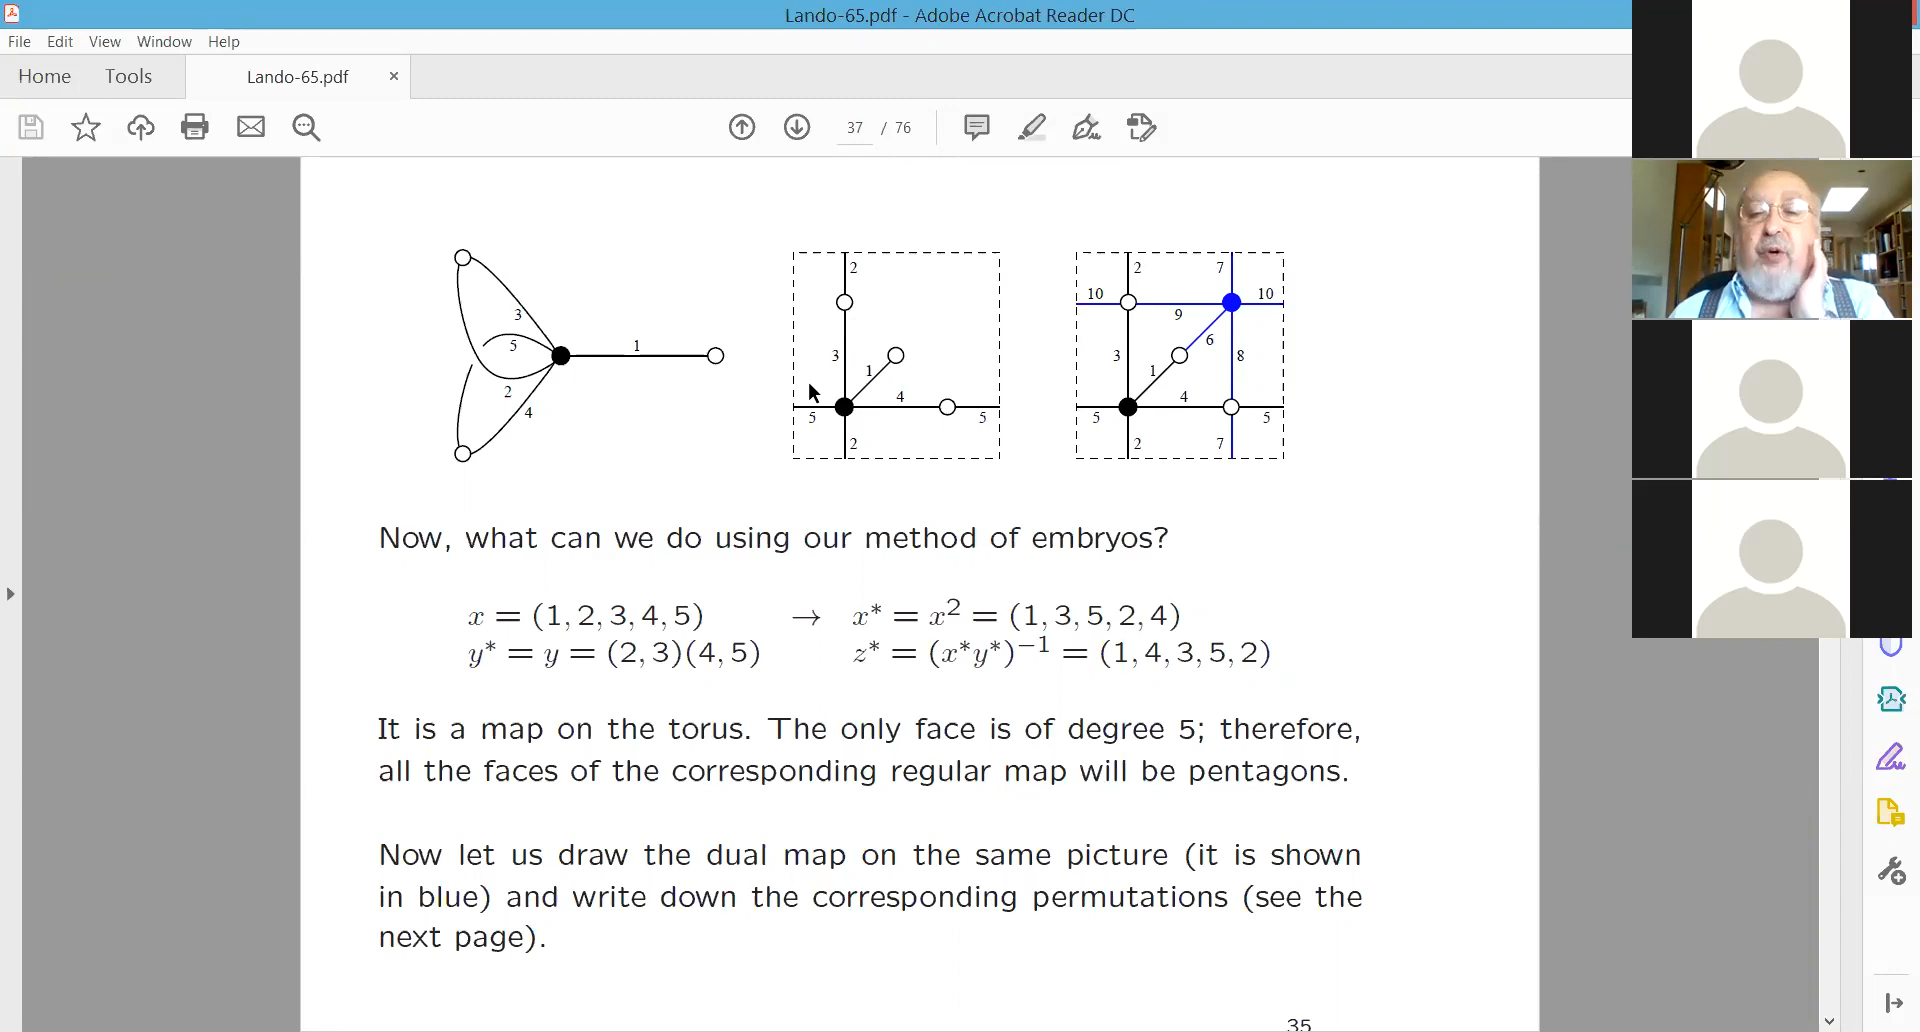 Lando-65.pdf - Adobe Acrobat Reader DC
File Edit View Window Help
Home Tools Lando-65.pdf ×
37 / 76
3
5
1
2
4
2
3
1
4
5
5
2
2
7
10
10
9
6
3
8
1
4
5
5
2
7
Now, what can we do using our method of embryos?
x = (1, 2, 3, 4, 5) → x* = x² = (1, 3, 5, 2, 4)
y* = y = (2, 3)(4, 5) z* = (x*y*)⁻¹ = (1, 4, 3, 5, 2)
It is a map on the torus. The only face is of degree 5; therefore,
all the faces of the corresponding regular map will be pentagons.
Now let us draw the dual map on the same picture (it is shown
in blue) and write down the corresponding permutations (see the
next page).
35